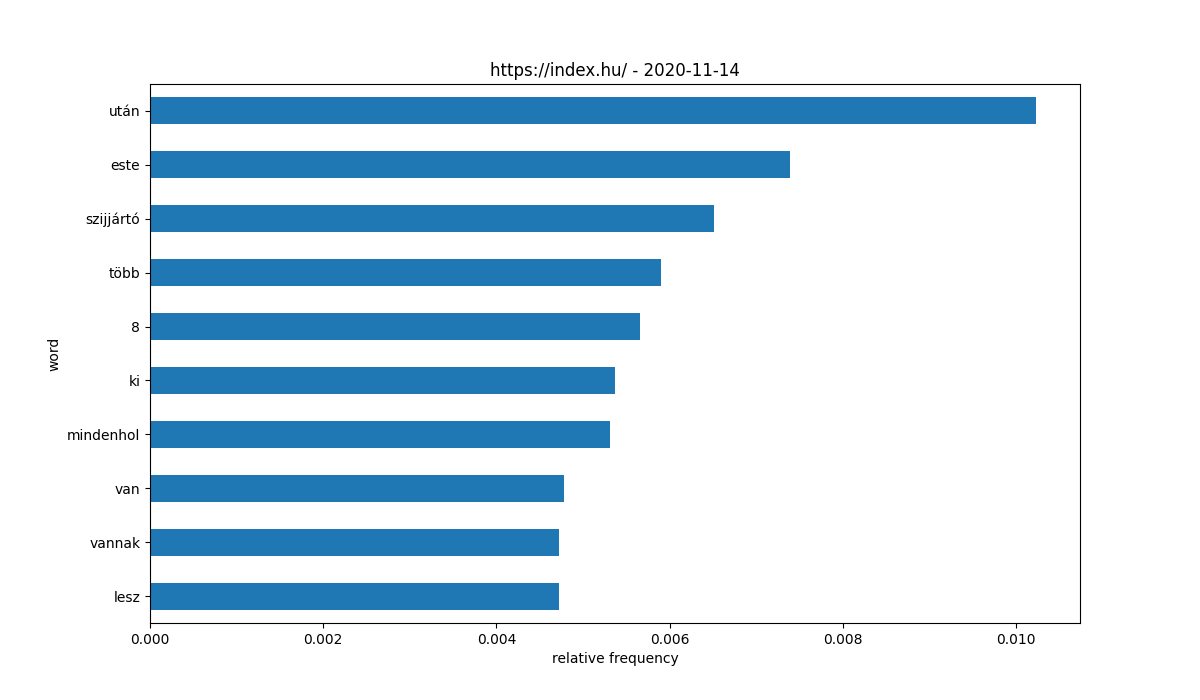 https://index.hu/ - 2020-11-14
után
este
szijjártó
több
8
ki
mindenhol
van
vannak
lesz
word
0.000 0.002 0.004 0.006 0.008 0.010
relative frequency